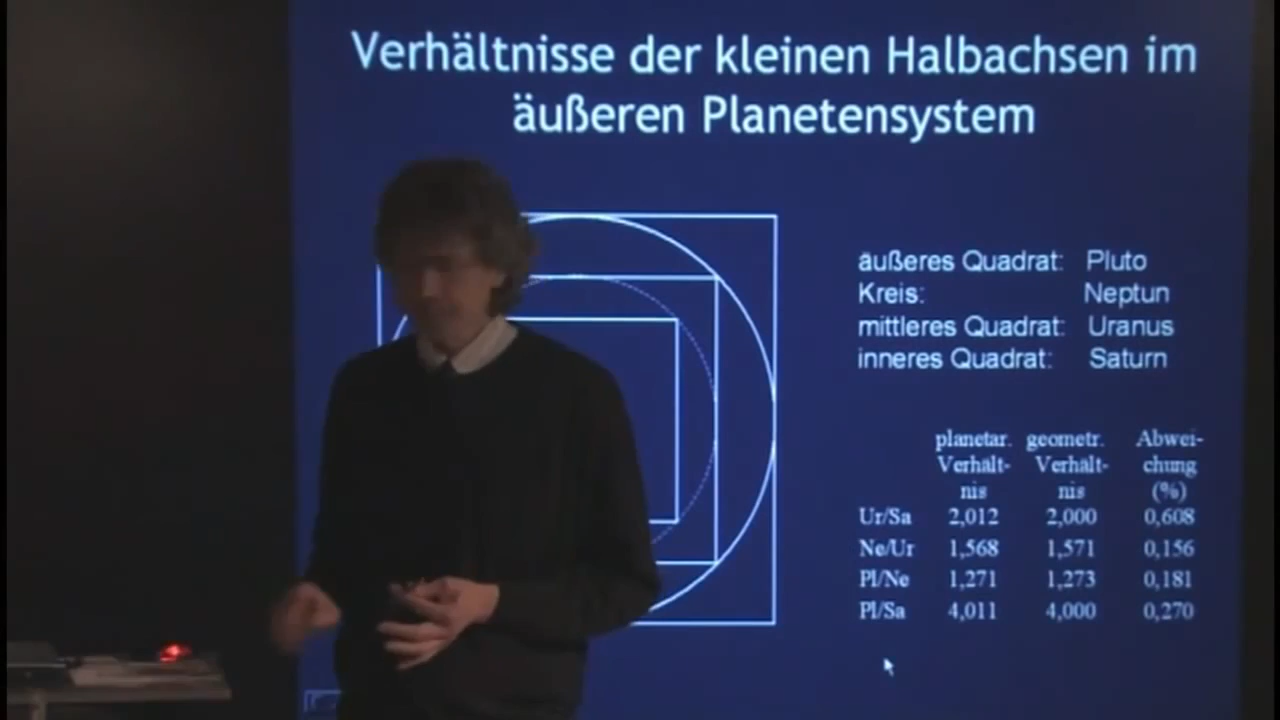 Verhältnisse der kleinen Halbachsen im
äußeren Planetensystem
äußeres Quadrat: Pluto
Kreis: Neptun
mittleres Quadrat: Uranus
inneres Quadrat: Saturn
planetar. geometr. Abwei-
Verhält- Verhält- chung
nis nis (%)
Ur/Sa 2,012 2,000 0,608
Ne/Ur 1,568 1,571 0,156
Pl/Ne 1,271 1,273 0,181
Pl/Sa 4,011 4,000 0,270